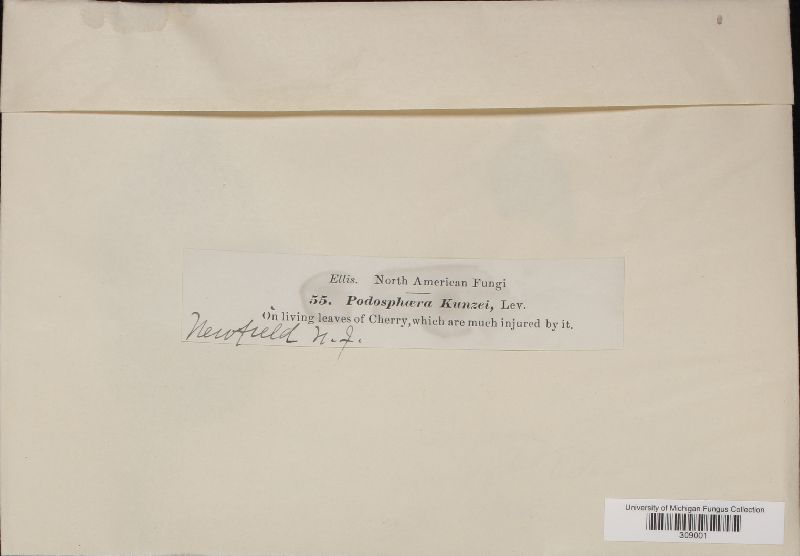 Ellis. North American Fungi
55. Podosphæra Kunzei, Lev.
On living leaves of Cherry, which are much injured by it.
Newfield N.J.
University of Michigan Fungus Collection
309001